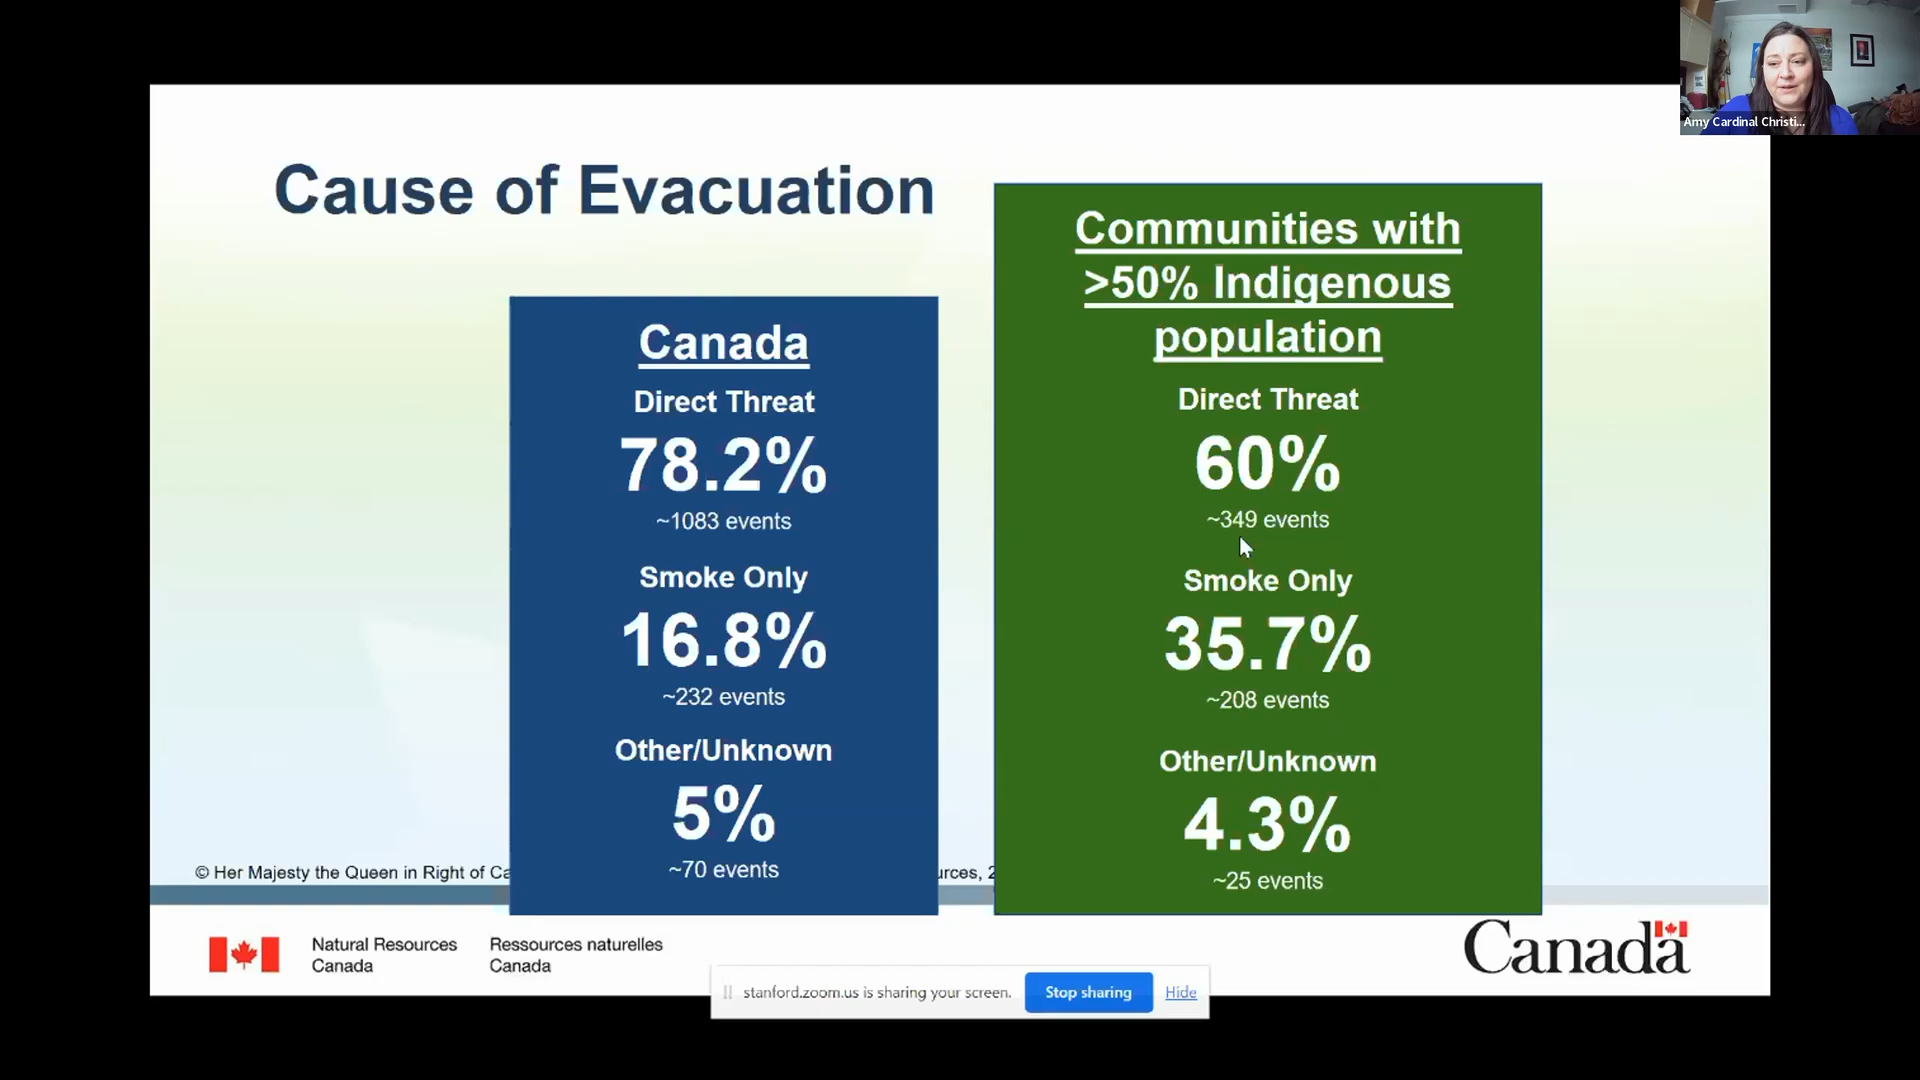 Amy Cardinal Christi...
Cause of Evacuation
Canada
Direct Threat
78.2%
~1083 events
Smoke Only
16.8%
~232 events
Other/Unknown
5%
~70 events
Communities with
>50% Indigenous
population
Direct Threat
60%
~349 events
Smoke Only
35.7%
~208 events
Other/Unknown
4.3%
~25 events
© Her Majesty the Queen in Right of Ca
urces, 2
Natural Resources
Canada
Ressources naturelles
Canada
Canada
stanford.zoom.us is sharing your screen.
Stop sharing
Hide